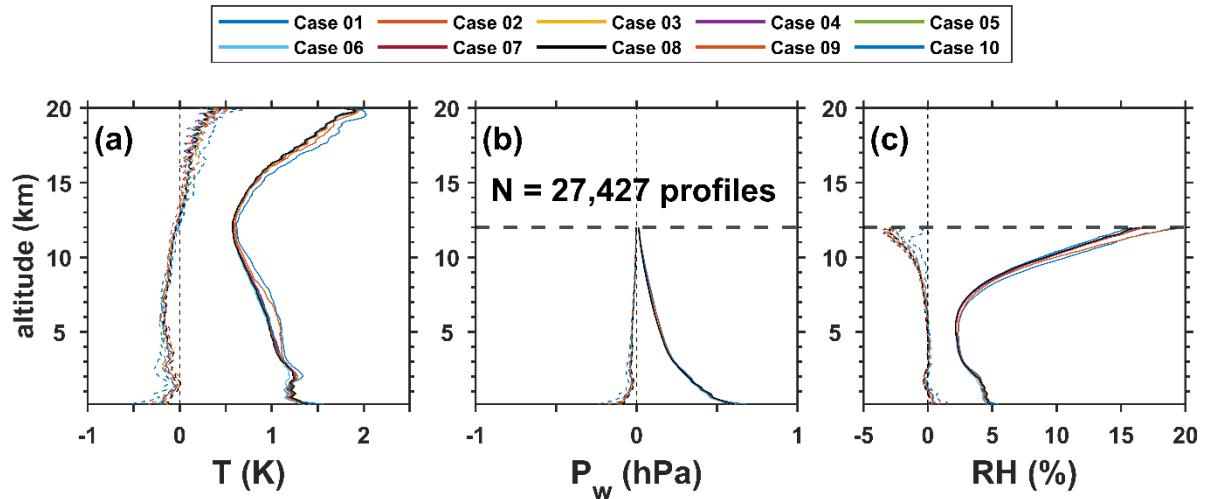 Case 01 Case 02 Case 03 Case 04 Case 05
Case 06 Case 07 Case 08 Case 09 Case 10
(a) (b) (c)
N = 27,427 profiles
altitude (km)
20 15 10 5
20 15 10 5
20 15 10 5
-1 0 1 2
-1 0 1
-5 0 5 10 15 20
T (K) P_w (hPa) RH (%)